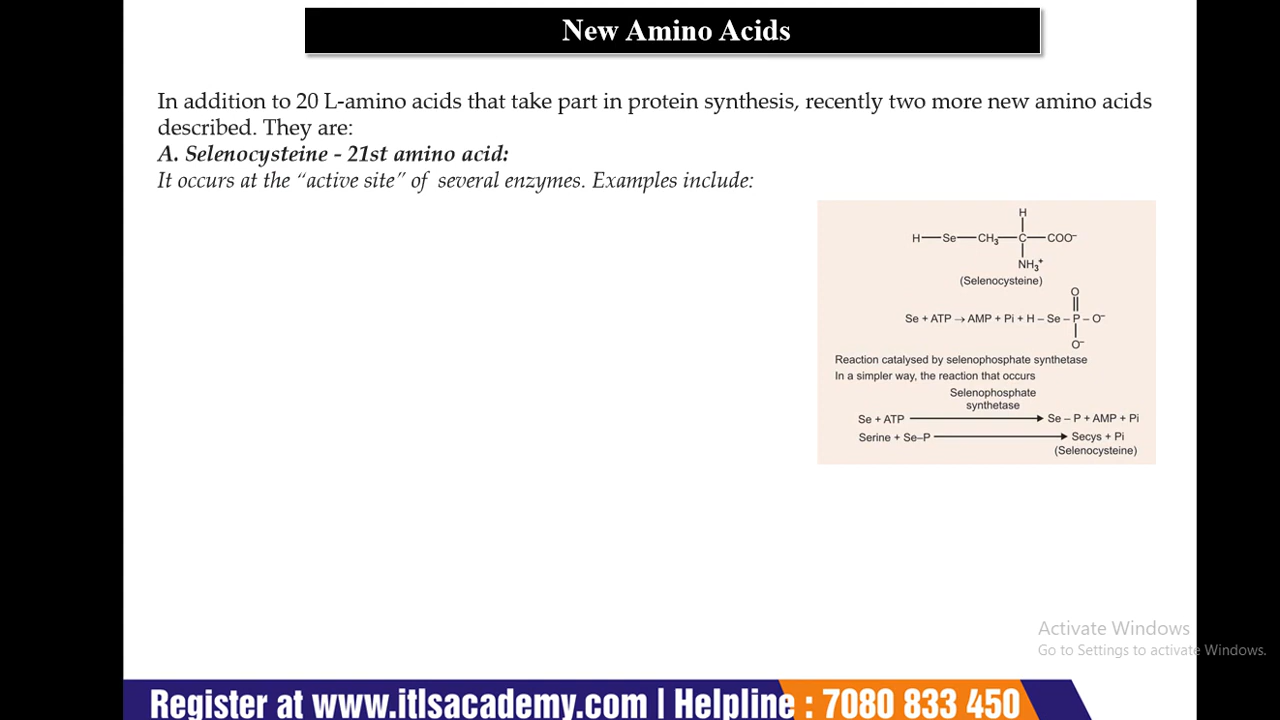 New Amino Acids
In addition to 20 L-amino acids that take part in protein synthesis, recently two more new amino acids
described. They are:
A. Selenocysteine - 21st amino acid:
It occurs at the “active site” of several enzymes. Examples include:
H
H—Se—CH₃—C—COO⁻
NH₃⁺
(Selenocysteine)
O
Se + ATP → AMP + Pi + H – Se – P – O⁻
O⁻
Reaction catalysed by selenophosphate synthetase
In a simpler way, the reaction that occurs
Selenophosphate
synthetase
Se + ATP → Se – P + AMP + Pi
Serine + Se–P → Secys + Pi
(Selenocysteine)
Activate Windows
Go to Settings to activate Windows.
Register at www.itlsacademy.com | Helpline : 7080 833 450